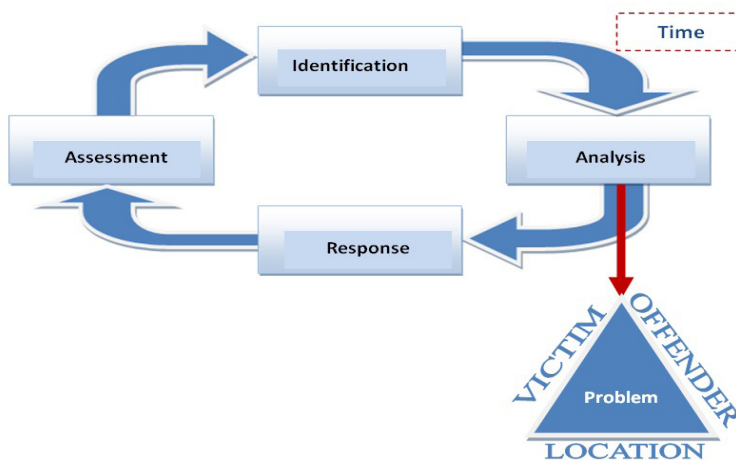 Time
Identification
Assessment
Analysis
Response
VICTIM
OFFENDER
Problem
LOCATION